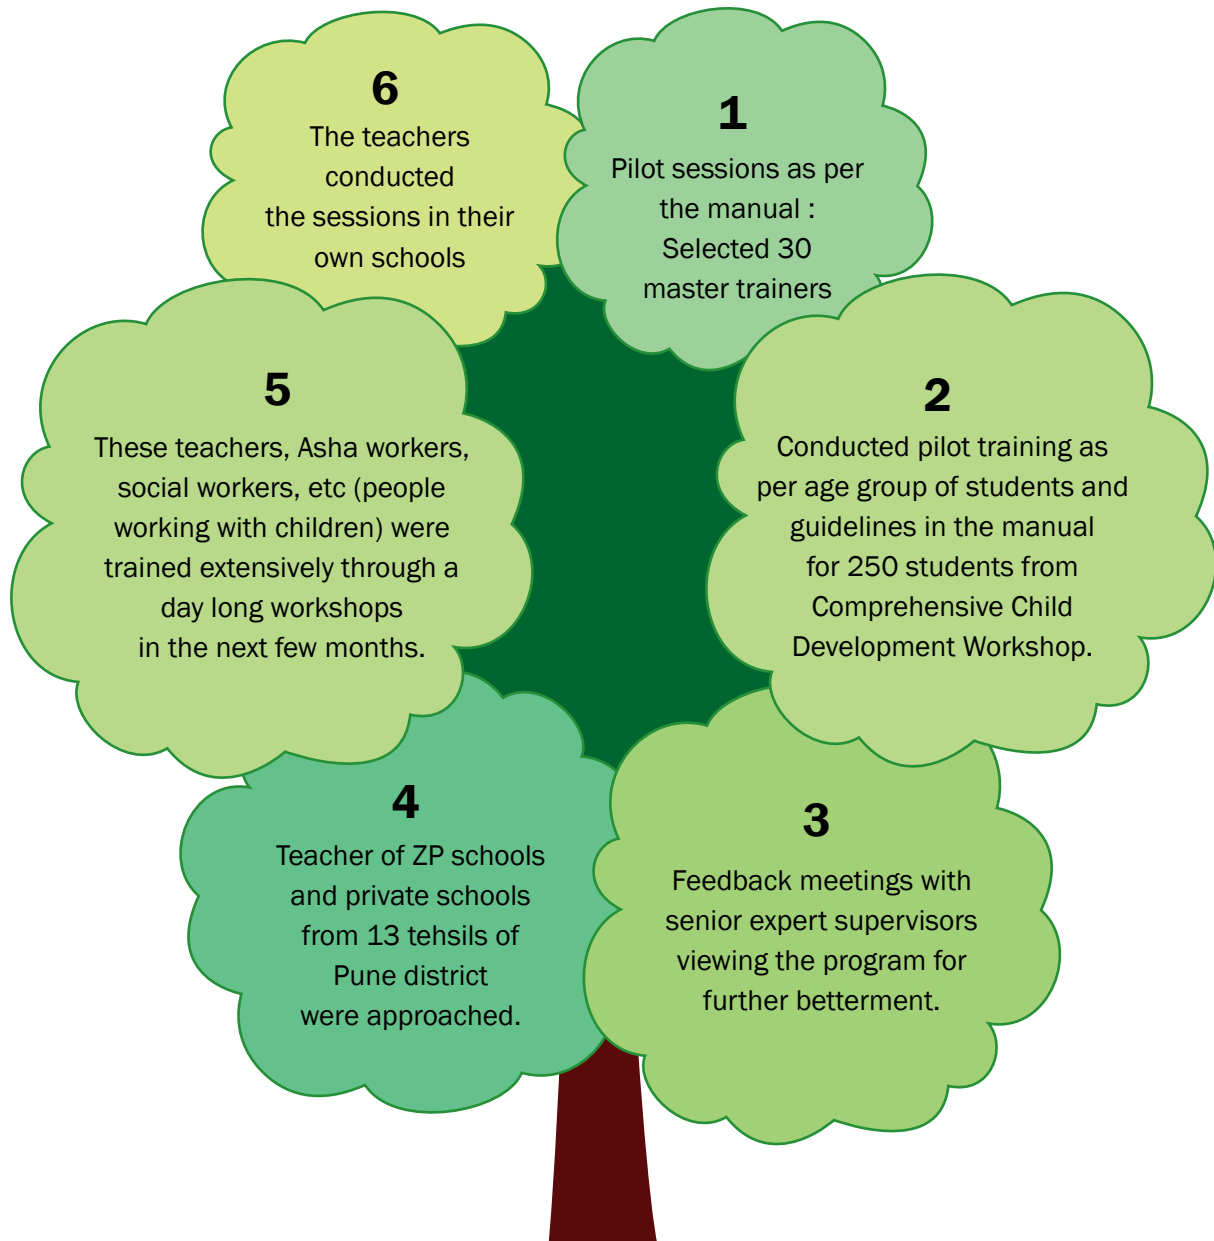 1
Pilot sessions as per
the manual :
Selected 30
master trainers
2
Conducted pilot training as
per age group of students and
guidelines in the manual
for 250 students from
Comprehensive Child
Development Workshop.
3
Feedback meetings with
senior expert supervisors
viewing the program for
further betterment.
4
Teacher of ZP schools
and private schools
from 13 tehsils of
Pune district
were approached.
5
These teachers, Asha workers,
social workers, etc (people
working with children) were
trained extensively through a
day long workshops
in the next few months.
6
The teachers
conducted
the sessions in their
own schools